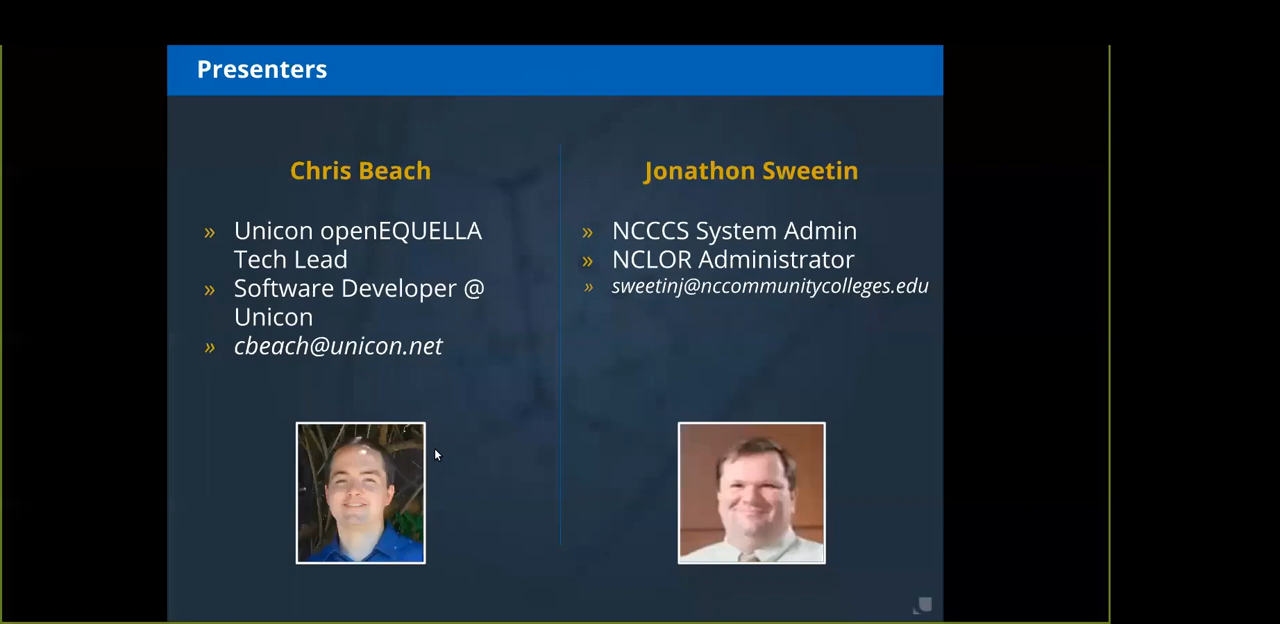 Presenters
Chris Beach
» Unicon openEQUELLA
Tech Lead
» Software Developer @
Unicon
» cbeach@unicon.net
Jonathon Sweetin
» NCCCS System Admin
» NCLOR Administrator
» sweetinj@nccommunitycolleges.edu